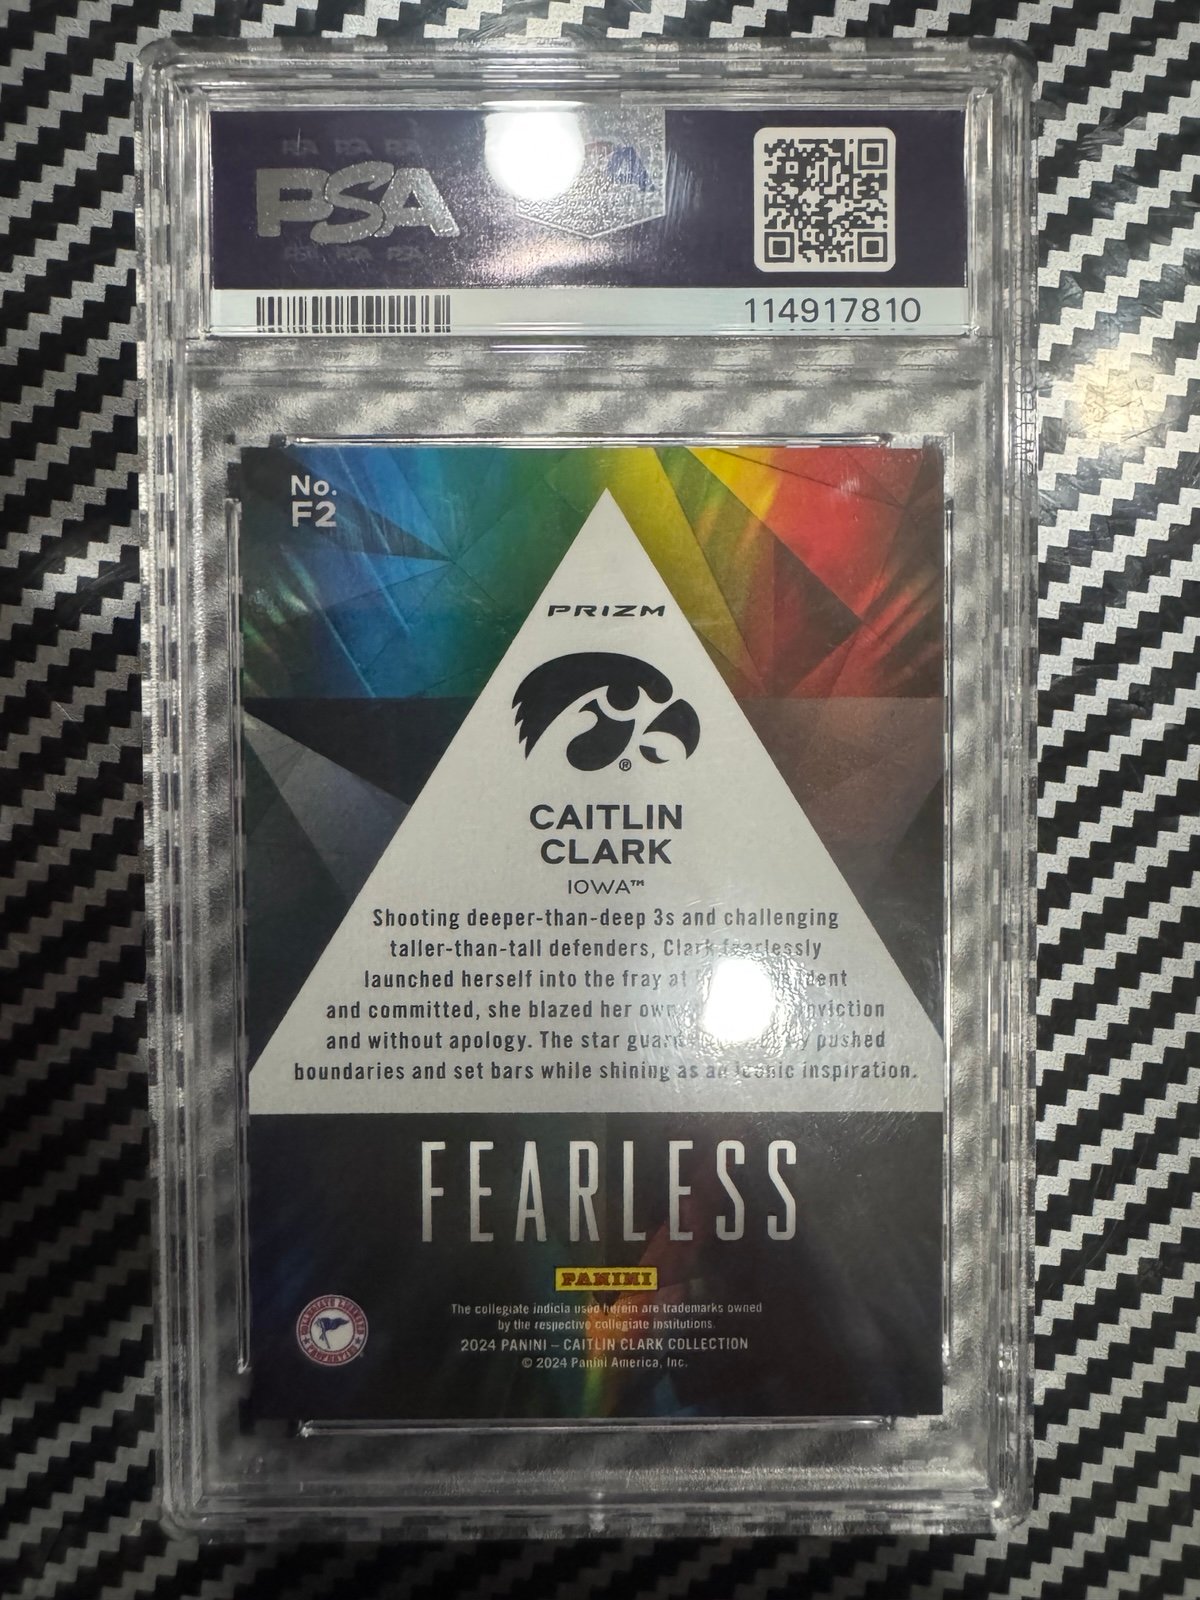 PSA
114917810
No.
F2
PRIZM
®
CAITLIN
CLARK
IOWA™
Shooting deeper-than-deep 3s and challenging
taller-than-tall defenders, Clark fearlessly
launched herself into the fray at
and committed, she blazed her own
and without apology. The star pushed
boundaries and set bars while shining as an iconic inspiration.
FEARLESS
PANINI
The collegiate indicia used herein are trademarks owned
by the respective collegiate institutions.
2024 PANINI – CAITLIN CLARK COLLECTION
© 2024 Panini America, Inc.